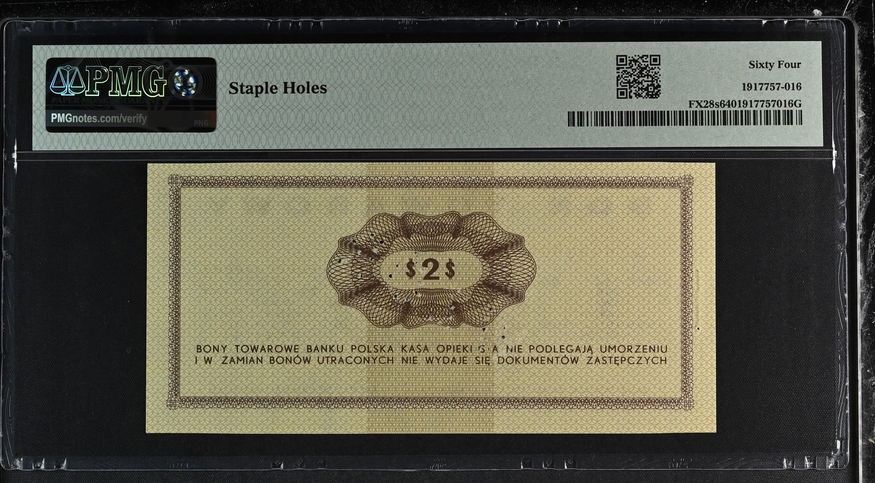 PMG
PMGnotes.com/verify
PNG
Staple Holes
Sixty Four
1917757-016
FX28s6401917757016G
$2$
BONY TOWAROWE BANKU POLSKA KASA OPIEKI S A NIE PODLEGAJĄ UMORZENIU
I W ZAMIAN BONÓW UTRACONYCH NIE WYDAJE SIĘ DOKUMENTÓW ZASTĘPCZYCH